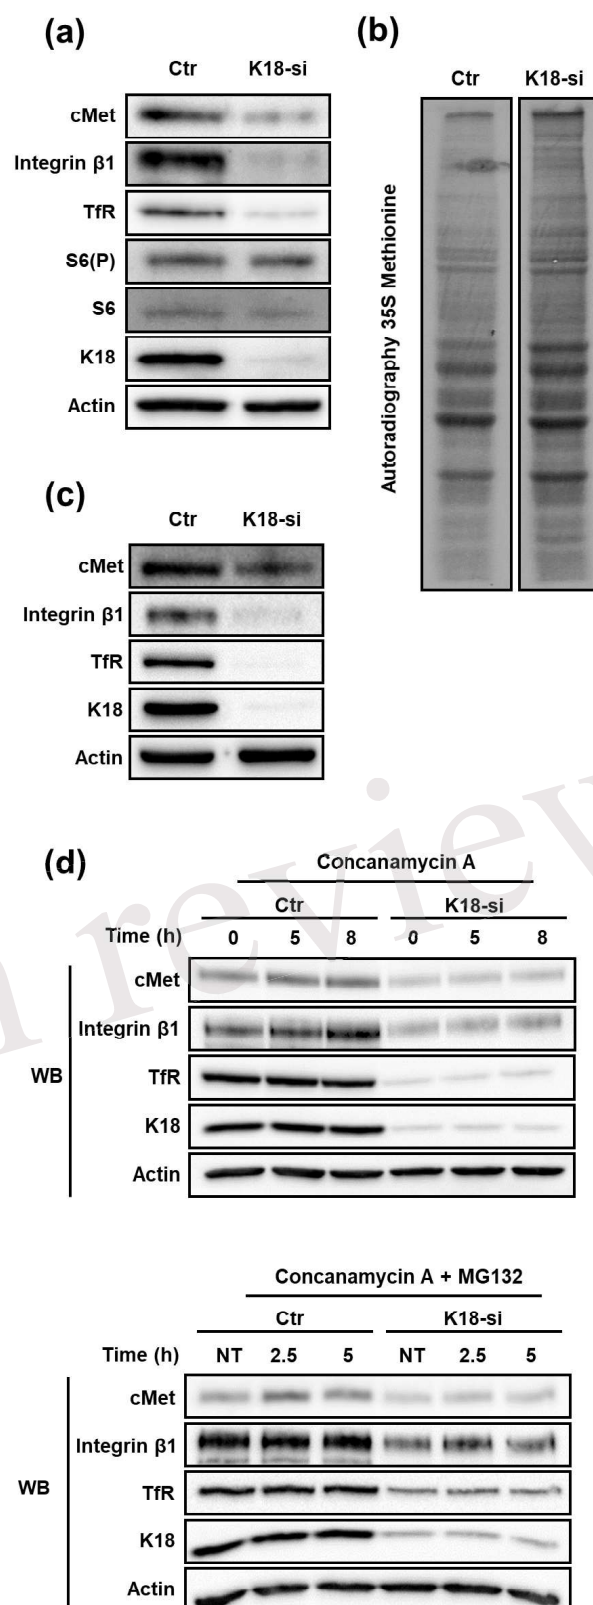 (a)
Ctr K18-si
cMet
Integrin β1
TfR
S6(P)
S6
K18
Actin
(b)
Ctr K18-si
Autoradiography 35S Methionine
(c)
Ctr K18-si
cMet
Integrin β1
TfR
K18
Actin
(d)
Concanamycin A
Ctr K18-si
Time (h) 0 5 8 0 5 8
cMet
Integrin β1
WB
TfR
K18
Actin
Concanamycin A + MG132
Ctr K18-si
Time (h) NT 2.5 5 NT 2.5 5
cMet
Integrin β1
WB
TfR
K18
Actin
review